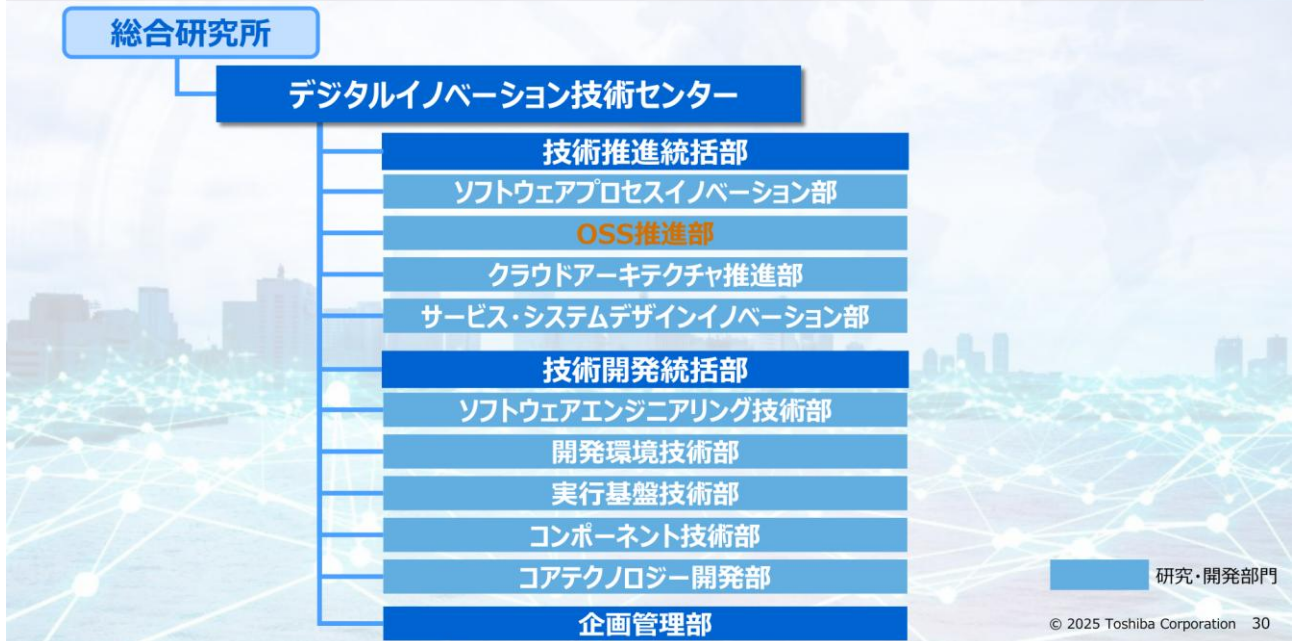 総合研究所
デジタルイノベーション技術センター
技術推進統括部
ソフトウェアプロセスイノベーション部
OSS推進部
クラウドアーキテクチャ推進部
サービス・システムデザインイノベーション部
技術開発統括部
ソフトウェアエンジニアリング技術部
開発環境技術部
実行基盤技術部
コンポーネント技術部
コアテクノロジー開発部
企画管理部
研究・開発部門
© 2025 Toshiba Corporation 30